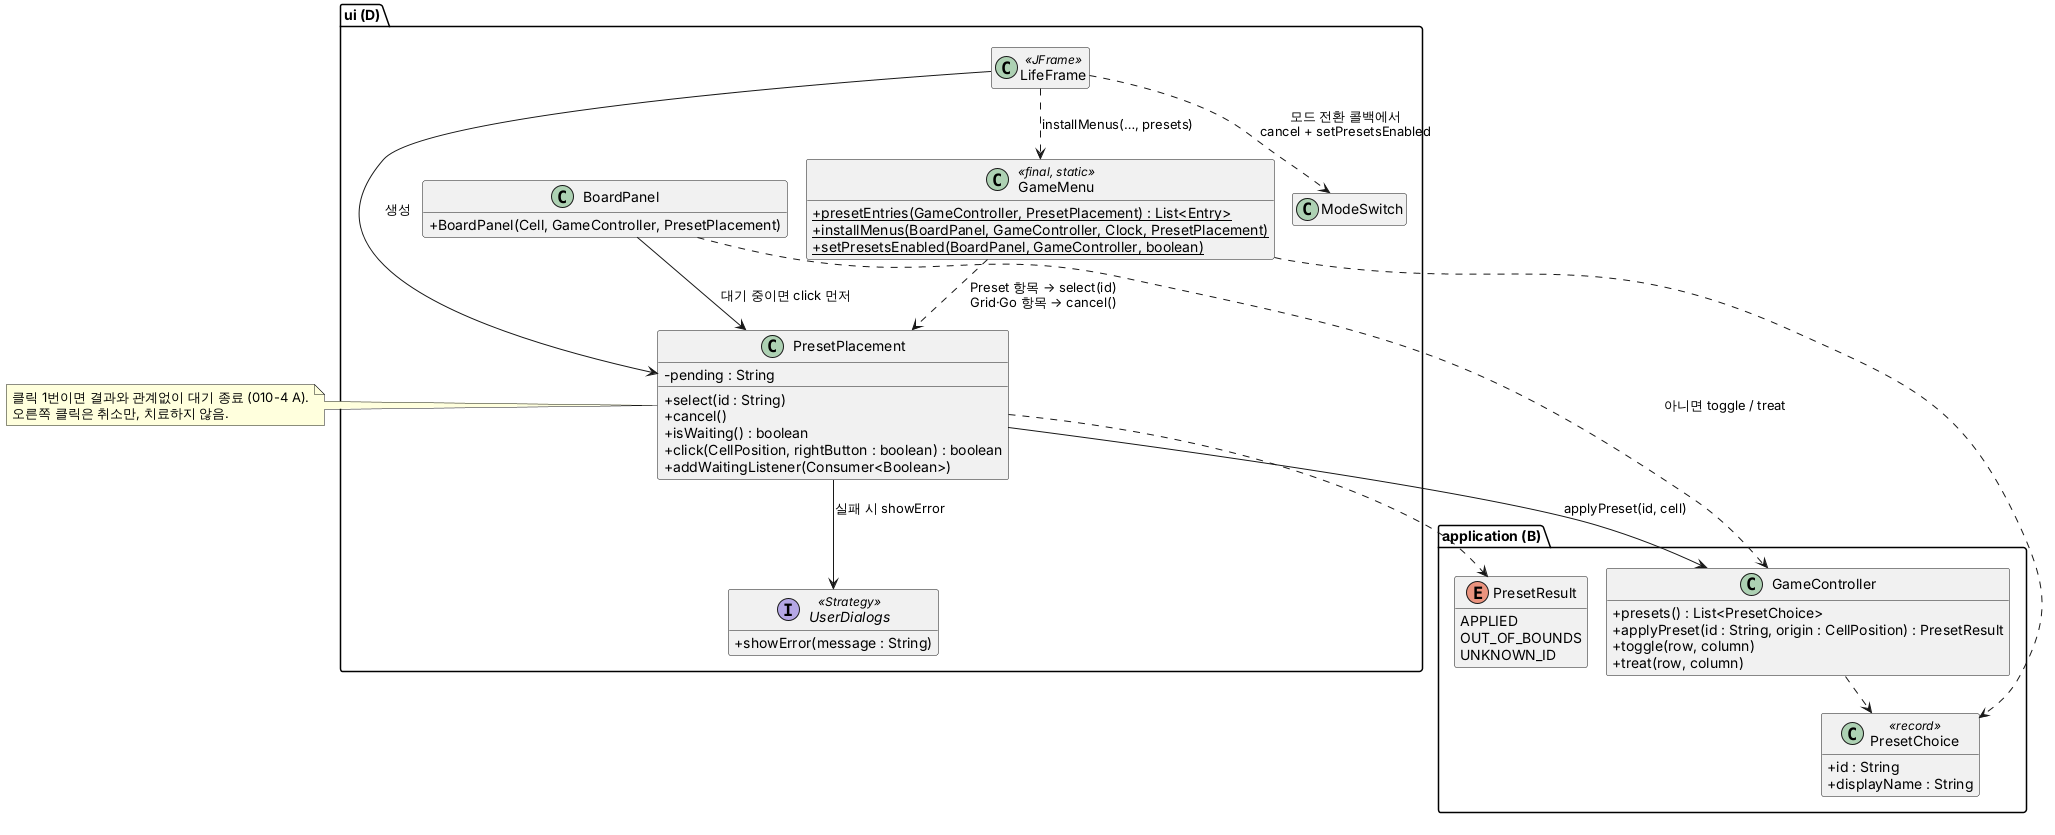 ui (D)
C
«JFrame»
LifeFrame
installMenus(..., presets)
모드 전환 콜백에서
cancel + setPresetsEnabled
C
«final, static»
GameMenu
+presetEntries(GameController, PresetPlacement) : List<Entry>
+installMenus(BoardPanel, GameController, Clock, PresetPlacement)
+setPresetsEnabled(BoardPanel, GameController, boolean)
C
BoardPanel
+BoardPanel(Cell, GameController, PresetPlacement)
C
ModeSwitch
생성
대기 중이면 click 먼저
Preset 항목 → select(id)
Grid·Go 항목 → cancel()
C
PresetPlacement
-pending : String
+select(id : String)
+cancel()
+isWaiting() : boolean
+click(CellPosition, rightButton : boolean) : boolean
+addWaitingListener(Consumer<Boolean>)
클릭 1번이면 결과와 관계없이 대기 종료 (010-4 A).
오른쪽 클릭은 취소만, 치료하지 않음.
아니면 toggle / treat
실패 시 showError
applyPreset(id, cell)
I
«Strategy»
UserDialogs
+showError(message : String)
application (B)
E
PresetResult
APPLIED
OUT_OF_BOUNDS
UNKNOWN_ID
C
GameController
+presets() : List<PresetChoice>
+applyPreset(id : String, origin : CellPosition) : PresetResult
+toggle(row, column)
+treat(row, column)
C
«record»
PresetChoice
+id : String
+displayName : String